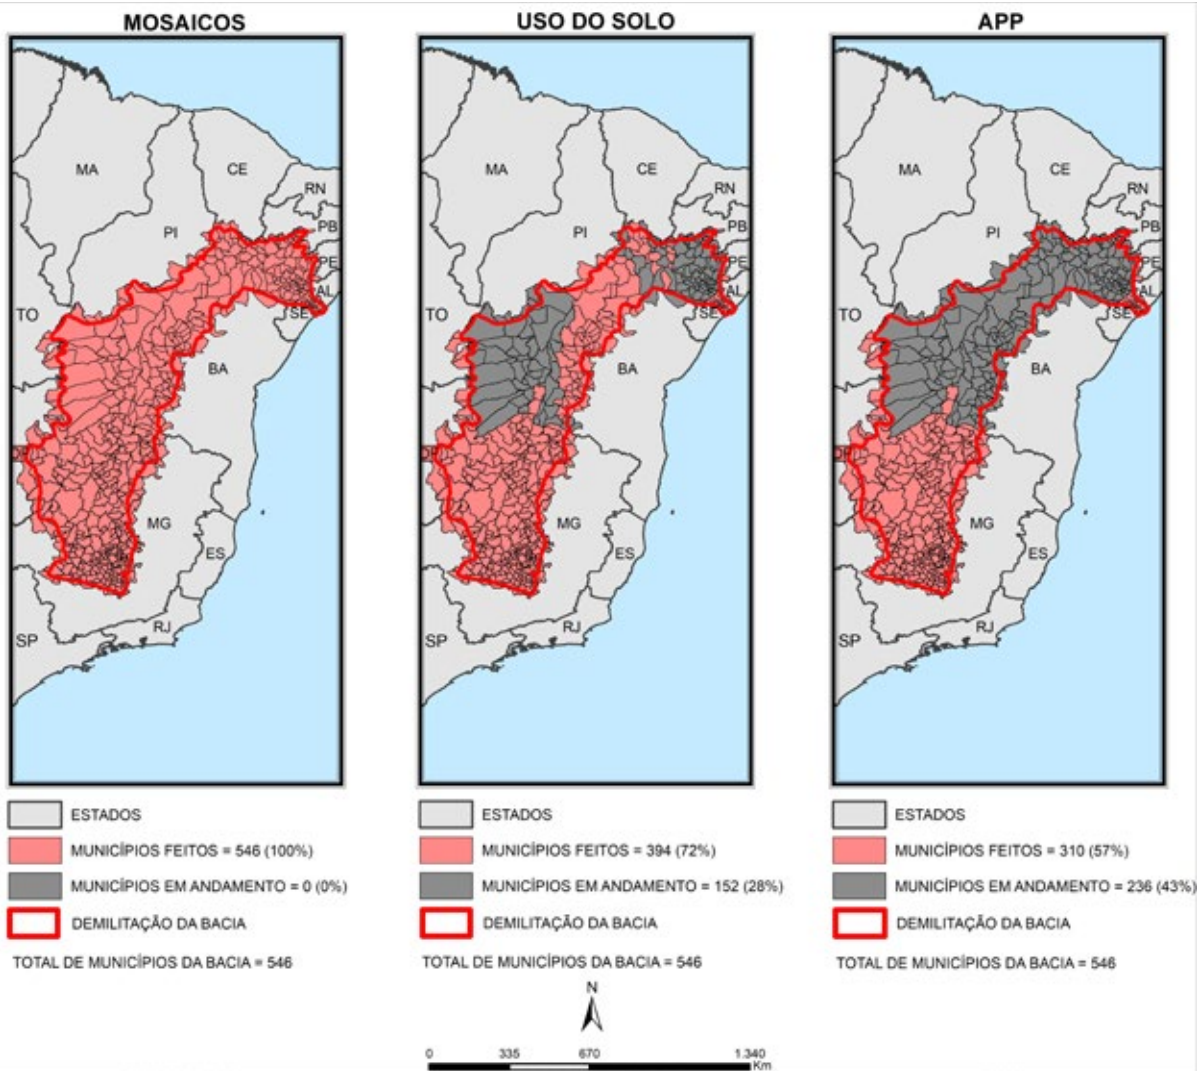 MOSAICOS
MA
CE
RN
PB
PI
PE
AL
TO
SE
BA
DF
MG
ES
RJ
SP
ESTADOS
MUNICÍPIOS FEITOS = 546 (100%)
MUNICÍPIOS EM ANDAMENTO = 0 (0%)
DEMILITAÇÃO DA BACIA
TOTAL DE MUNICÍPIOS DA BACIA = 546
USO DO SOLO
MA
CE
RN
PB
PI
PE
AL
TO
SE
BA
DF
MG
ES
RJ
SP
ESTADOS
MUNICÍPIOS FEITOS = 394 (72%)
MUNICÍPIOS EM ANDAMENTO = 152 (28%)
DEMILITAÇÃO DA BACIA
TOTAL DE MUNICÍPIOS DA BACIA = 546
APP
MA
CE
RN
PB
PI
PE
AL
TO
SE
BA
DF
MG
ES
RJ
SP
ESTADOS
MUNICÍPIOS FEITOS = 310 (57%)
MUNICÍPIOS EM ANDAMENTO = 236 (43%)
DEMILITAÇÃO DA BACIA
TOTAL DE MUNICÍPIOS DA BACIA = 546
N
0 335 670 1.340
Km